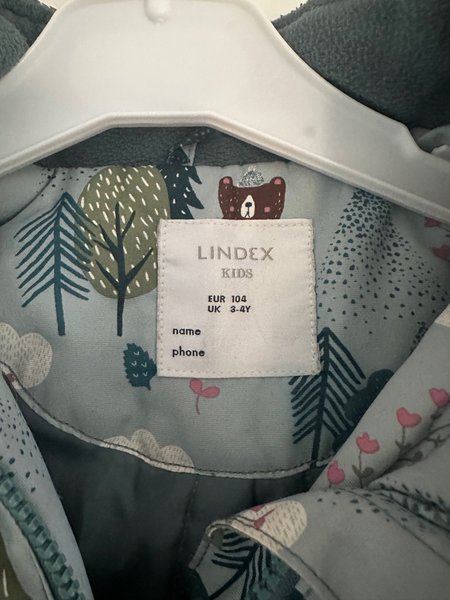 LINDEX
KIDS
EUR 104
UK 3-4Y
name
phone